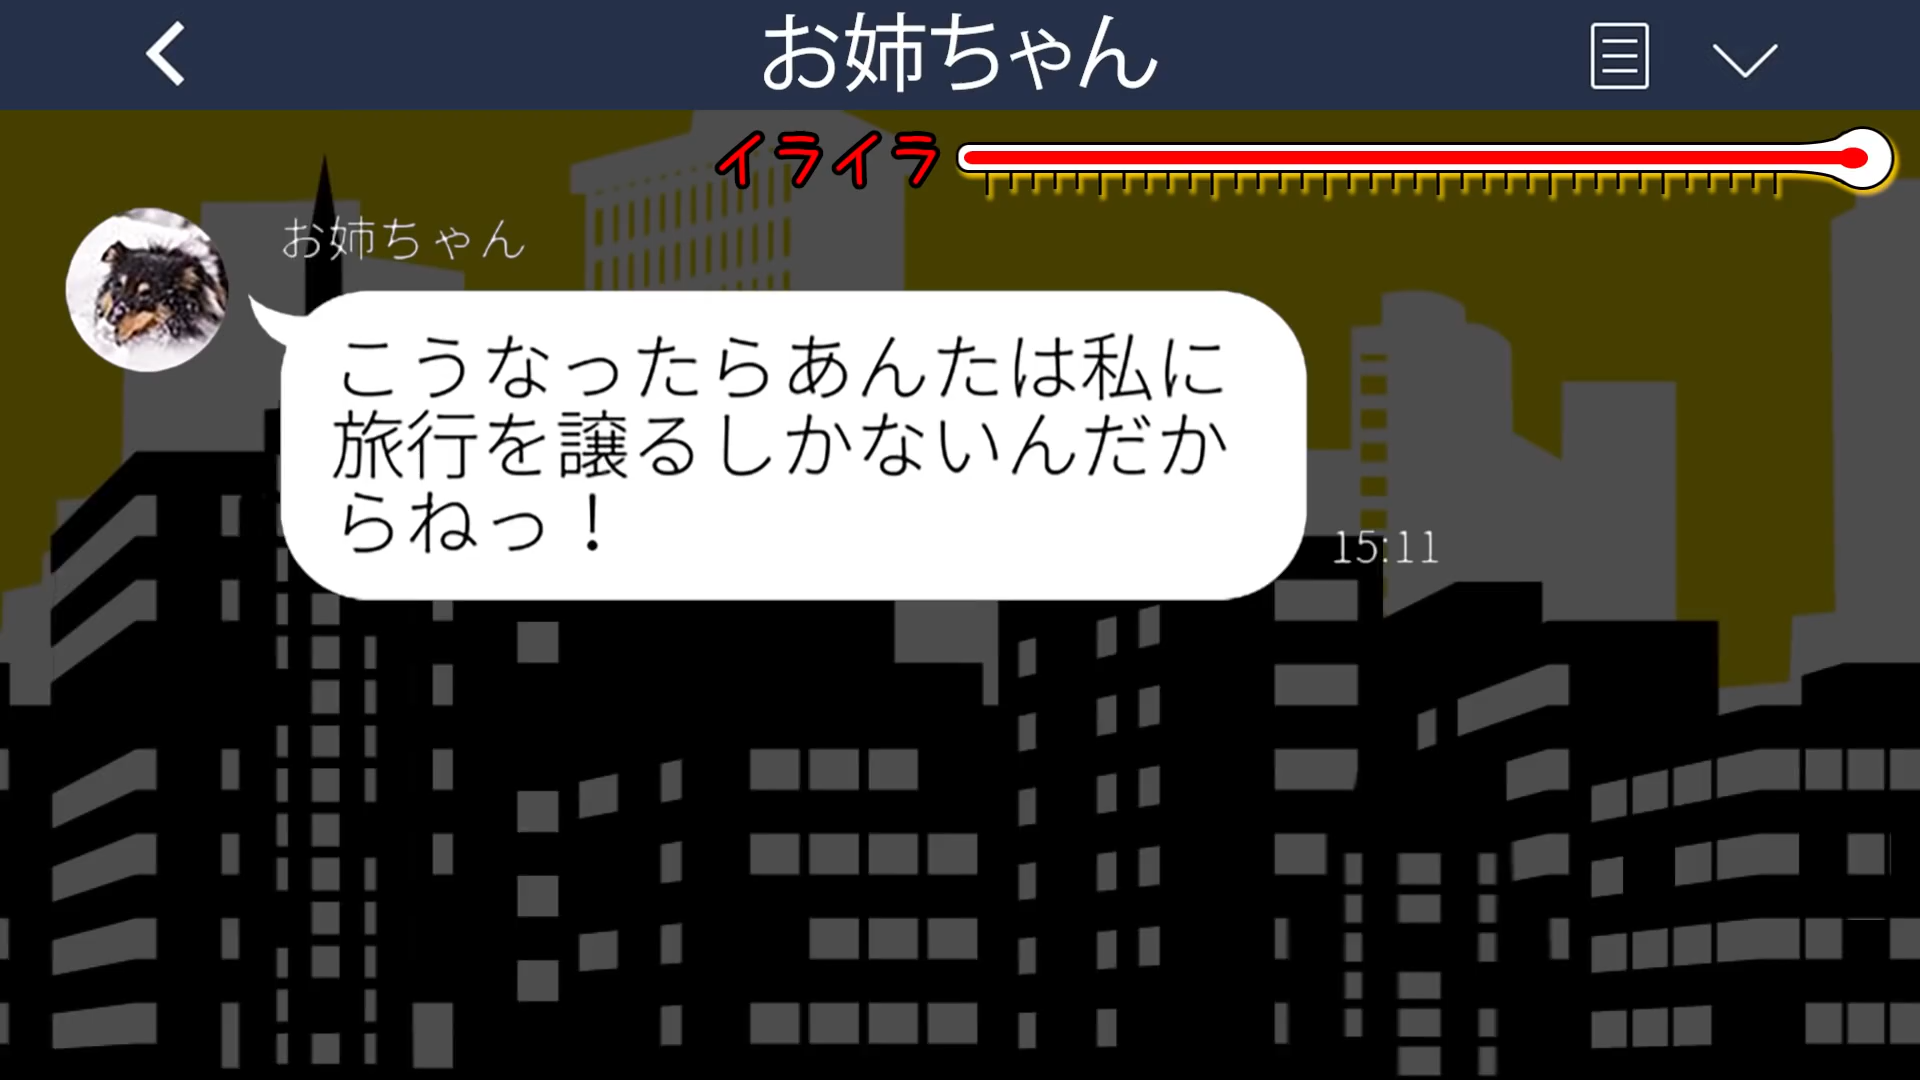 お姉ちゃん
イライラ
お姉ちゃん
こうなったらあんたは私に
旅行を譲るしかないんだか
らねっ！
15:11